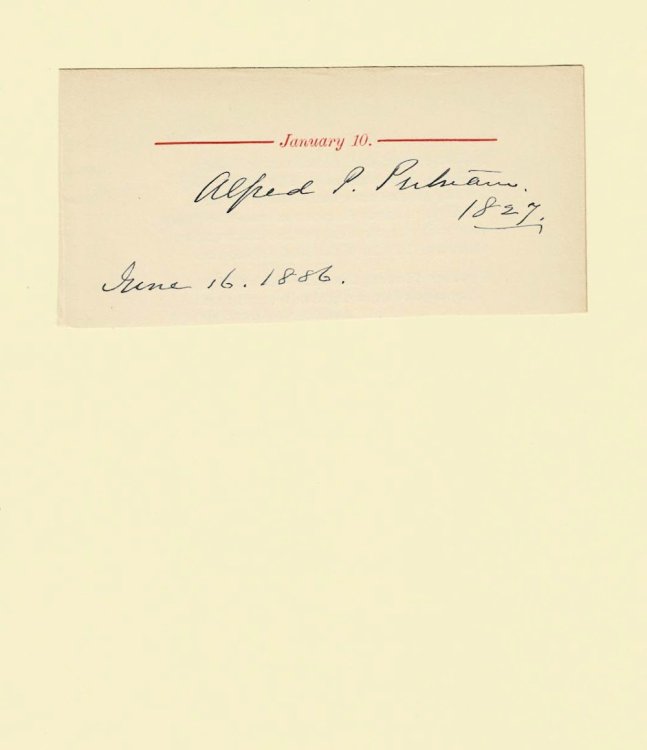 January 10.
Alfred P. Putnam.
1827.
June 16. 1886.